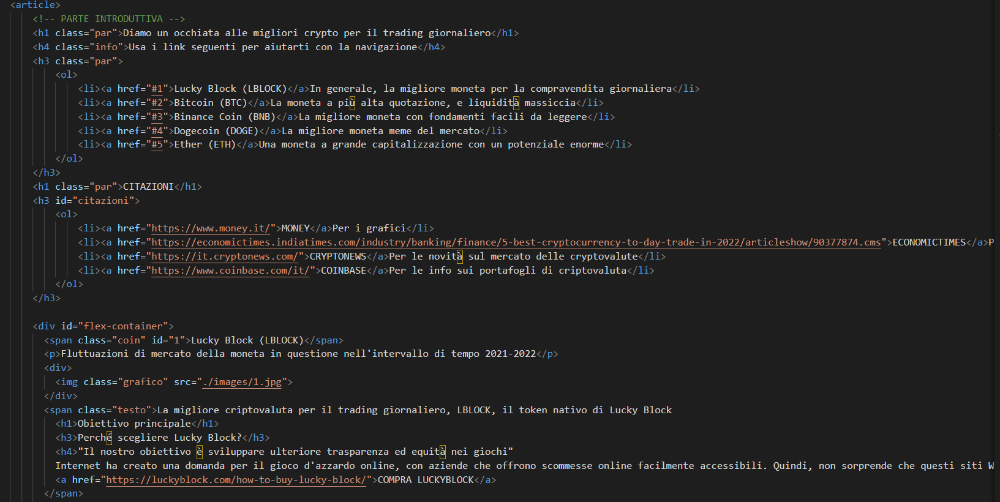 <article>
<!-- PARTE INTRODUTTIVA -->
<h1 class="par">Diamo un occhiata alle migliori crypto per il trading giornaliero</h1>
<h4 class="info">Usa i link seguenti per aiutarti con la navigazione</h4>
<h3 class="par">
<ol>
<li><a href="#1">Lucky Block (LBLOCK)</a>In generale, la migliore moneta per la compravendita giornaliera</li>
<li><a href="#2">Bitcoin (BTC)</a>La moneta a più alta quotazione, e liquidità massiccia</li>
<li><a href="#3">Binance Coin (BNB)</a>La migliore moneta con fondamenti facili da leggere</li>
<li><a href="#4">Dogecoin (DOGE)</a>La migliore moneta meme del mercato</li>
<li><a href="#5">Ether (ETH)</a>Una moneta a grande capitalizzazione con un potenziale enorme</li>
</ol>
</h3>
<h1 class="par">CITAZIONI</h1>
<h3 id="citazioni">
<ol>
<li><a href="https://www.money.it/">MONEY</a>Per i grafici</li>
<li><a href="https://economictimes.indiatimes.com/industry/banking/finance/5-best-cryptocurrency-to-day-trade-in-2022/articleshow/90377874.cms">ECONOMICTIMES</a>P
<li><a href="https://it.cryptonews.com/">CRYPTONEWS</a>Per le novità sul mercato delle cryptovalute</li>
<li><a href="https://www.coinbase.com/it/">COINBASE</a>Per le info sui portafogli di criptovaluta</li>
</ol>
</h3>
<div id="flex-container">
<span class="coin" id="1">Lucky Block (LBLOCK)</span>
<p>Fluttuazioni di mercato della moneta in questione nell'intervallo di tempo 2021-2022</p>
<div>
<img class="grafico" src="./images/1.jpg">
</div>
<span class="testo">La migliore criptovaluta per il trading giornaliero, LBLOCK, il token nativo di Lucky Block
<h1>Obiettivo principale</h1>
<h3>Perché scegliere Lucky Block?</h3>
<h4>"Il nostro obiettivo è sviluppare ulteriore trasparenza ed equità nei giochi"
Internet ha creato una domanda per il gioco d'azzardo online, con aziende che offrono scommesse online facilmente accessibili. Quindi, non sorprende che questi siti W
<a href="https://luckyblock.com/how-to-buy-lucky-block/">COMPRA LUCKYBLOCK</a>
</span>